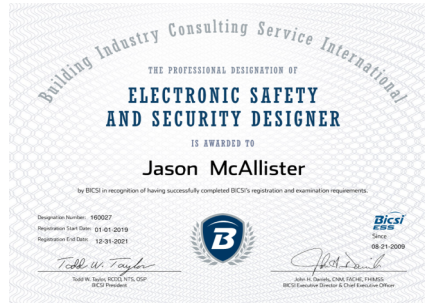 Building Industry Consulting Service International
THE PROFESSIONAL DESIGNATION OF
ELECTRONIC SAFETY
AND SECURITY DESIGNER
IS AWARDED TO
Jason McAllister
by BICSI in recognition of having successfully completed BICSI's registration and examination requirements.
Designation Number: 160027
Registration Start Date: 01-01-2019
Registration End Date: 12-31-2021
B
Bicsi
ESS
Since
08-21-2009
Todd W. Taylor
Todd W. Taylor, RCDD, NTS, OSP
BICSI President
John H. Daniels, CNM, FACHE, FHIMSS
BICSI Executive Director & Chief Executive Officer